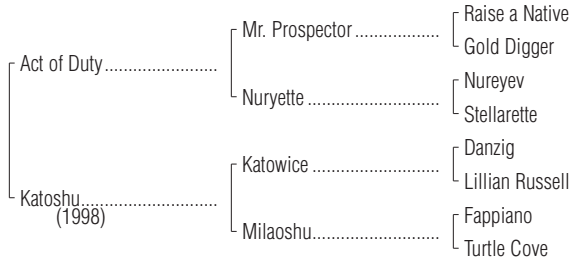 Raise a Native
Mr. Prospector ....................
Gold Digger
Act of Duty...........................
Nureyev
Nuryette ................................
Stellarette
Danzig
Katowice ...............................
Lillian Russell
Katoshu.................................
(1998)
Fappiano
Milaoshu...............................
Turtle Cove